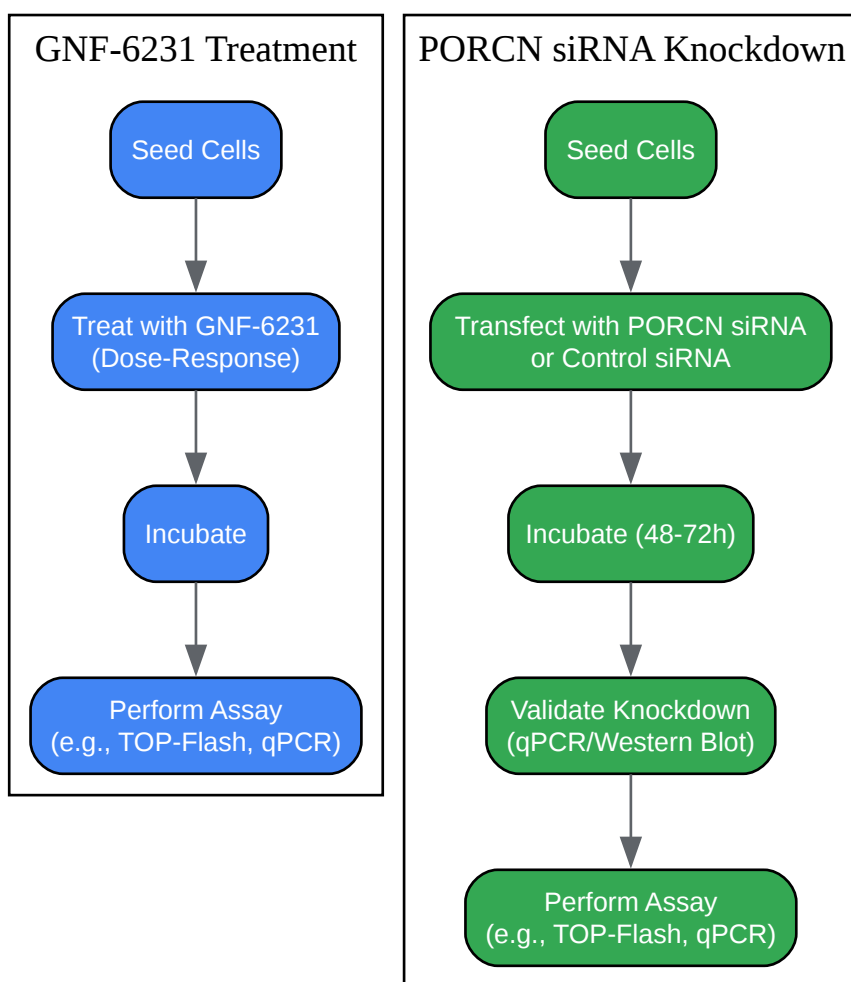 GNF-6231 Treatment
Seed Cells
Treat with GNF-6231
(Dose-Response)
Incubate
Perform Assay
(e.g., TOP-Flash, qPCR)
PORCN siRNA Knockdown
Seed Cells
Transfect with PORCN siRNA
or Control siRNA
Incubate (48-72h)
Validate Knockdown
(qPCR/Western Blot)
Perform Assay
(e.g., TOP-Flash, qPCR)